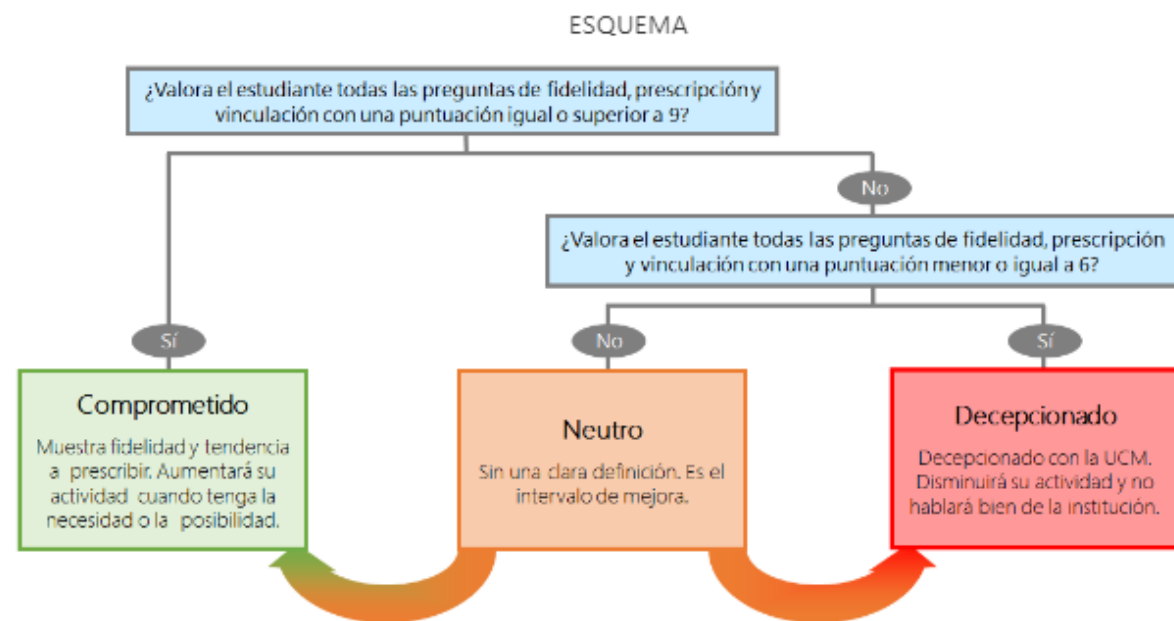 ESQUEMA
¿Valora el estudiante todas las preguntas de fidelidad, prescripción y
vinculación con una puntuación igual o superior a 9?
No
¿Valora el estudiante todas las preguntas de fidelidad, prescripción
y vinculación con una puntuación menor o igual a 6?
Sí
No
Sí
Comprometido
Muestra fidelidad y tendencia
a prescribir. Aumentará su
actividad cuando tenga la
necesidad o la posibilidad.
Neutro
Sin una clara definición. Es el
intervalo de mejora.
Decepcionado
Decepcionado con la UCM.
Disminuirá su actividad y no
hablará bien de la institución.